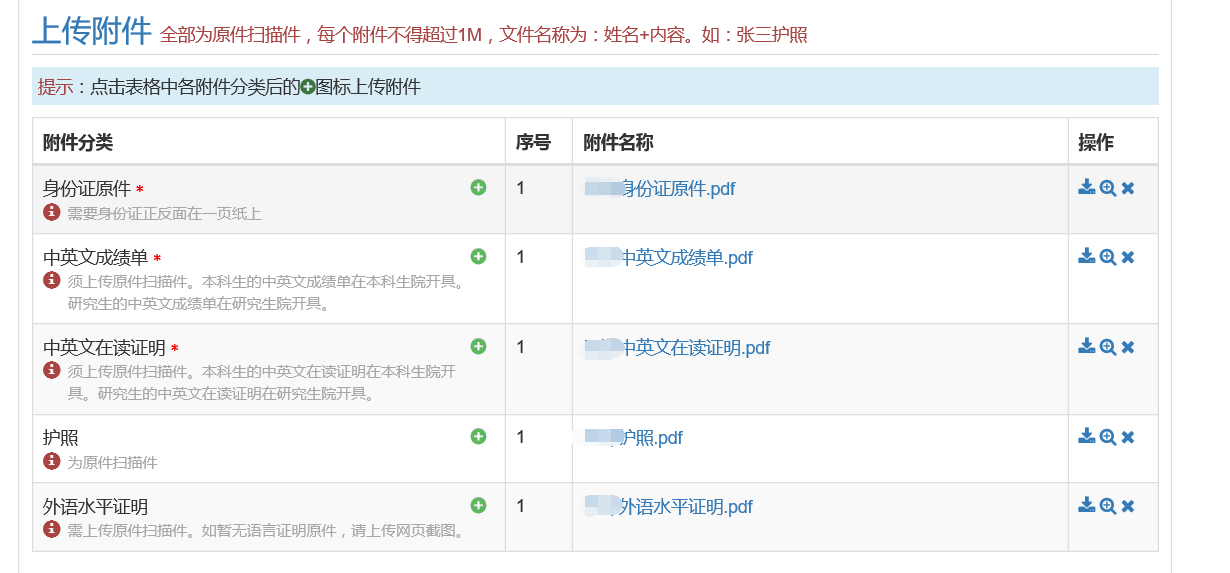 上传附件 全部为原件扫描件，每个附件不得超过1M，文件名称为：姓名+内容。如：张三护照
提示：点击表格中各附件分类后的图标上传附件
附件分类 序号 附件名称 操作
身份证原件 * 1 身份证原件.pdf
需要身份证正反面在一页纸上
中英文成绩单 * 1 中英文成绩单.pdf
须上传原件扫描件。本科生的中英文成绩单在本科生院开具。
研究生的中英文成绩单在研究生院开具。
中英文在读证明 * 1 中英文在读证明.pdf
须上传原件扫描件。本科生的中英文在读证明在本科生院开
具。研究生的中英文在读证明在研究生院开具。
护照 1 护照.pdf
为原件扫描件
外语水平证明 1 外语水平证明.pdf
需上传原件扫描件。如暂无语言证明原件，请上传网页截图。